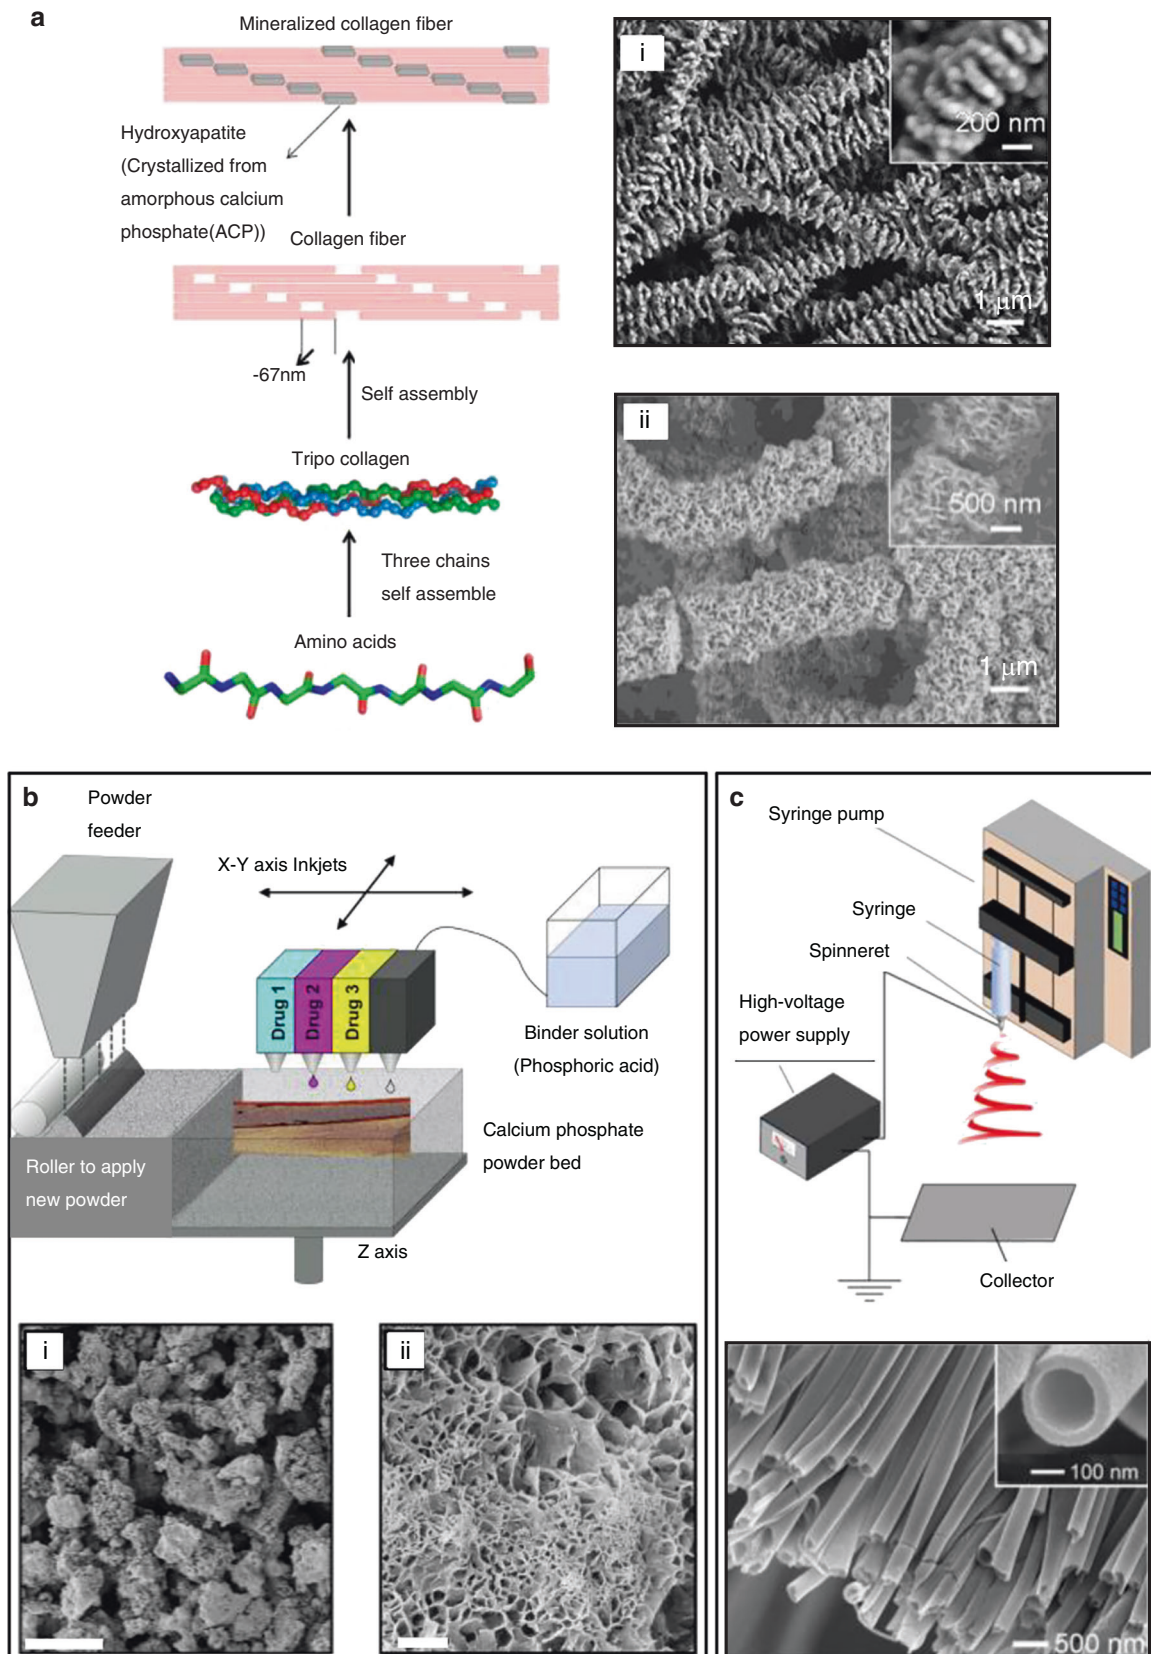 a
Mineralized collagen fiber
Hydroxyapatite
(Crystallized from
amorphous calcium
phosphate(ACP))
Collagen fiber
-67nm
Self assembly
Tripo collagen
Three chains
self assemble
Amino acids
i
200 nm
1 μm
ii
500 nm
1 μm
b
Powder
feeder
X-Y axis Inkjets
Drug 1
Drug 2
Drug 3
Binder solution
(Phosphoric acid)
Calcium phosphate
powder bed
Roller to apply
new powder
Z axis
i
ii
c
Syringe pump
Syringe
Spinneret
High-voltage
power supply
Collector
100 nm
500 nm